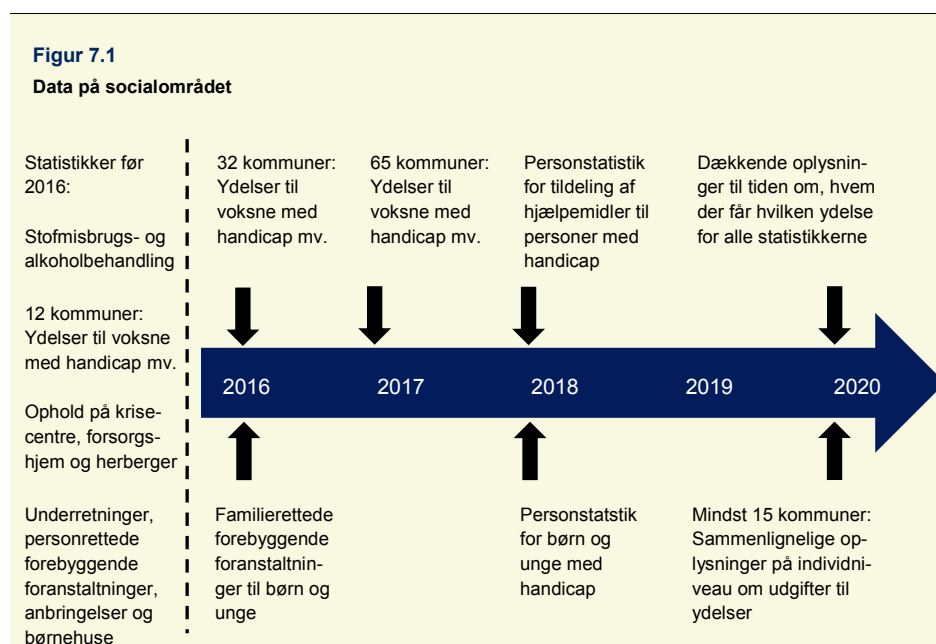 Figur 7.1
Data på socialområdet
Statistikker før
2016:
Stofmisbrugs- og
alkoholbehandling
12 kommuner:
Ydelser til voksne
med handicap mv.
Ophold på krise-
centre, forsorgs-
hjem og herberger
Underretninger,
personrettede
forebyggende
foranstaltninger,
anbringelser og
børnehuse
32 kommuner:
Ydelser til
voksne med
handicap mv.
65 kommuner:
Ydelser til
voksne med
handicap mv.
Personstatistik
for tildeling af
hjælpemidler til
personer med
handicap
Dækkende oplysnin-
ger til tiden om, hvem
der får hvilken ydelse
for alle statistikkerne
2016
2017
2018
2019
2020
Familierettede
forebyggende
foranstaltnin-
ger til børn og
unge
Personstatstik
for børn og
unge med
handicap
Mindst 15 kommuner:
Sammenlignelige op-
lysninger på individni-
veau om udgifter til
ydelser